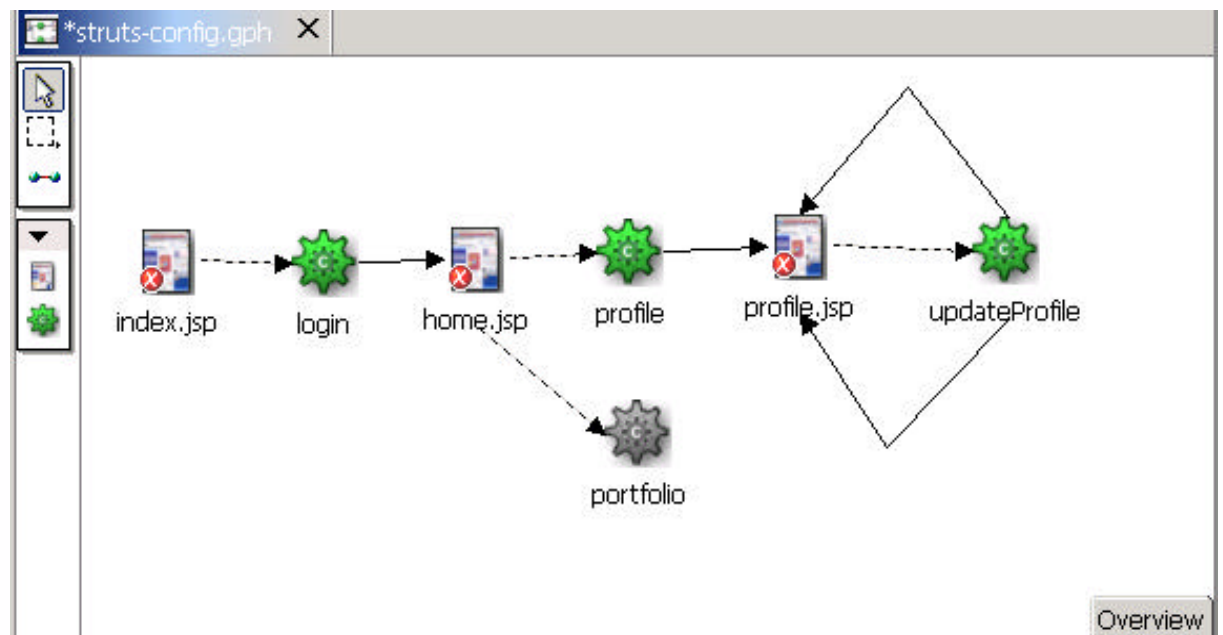 *struts-config.gph
index.jsp
login
home.jsp
profile
profile.jsp
updateProfile
portfolio
Overview